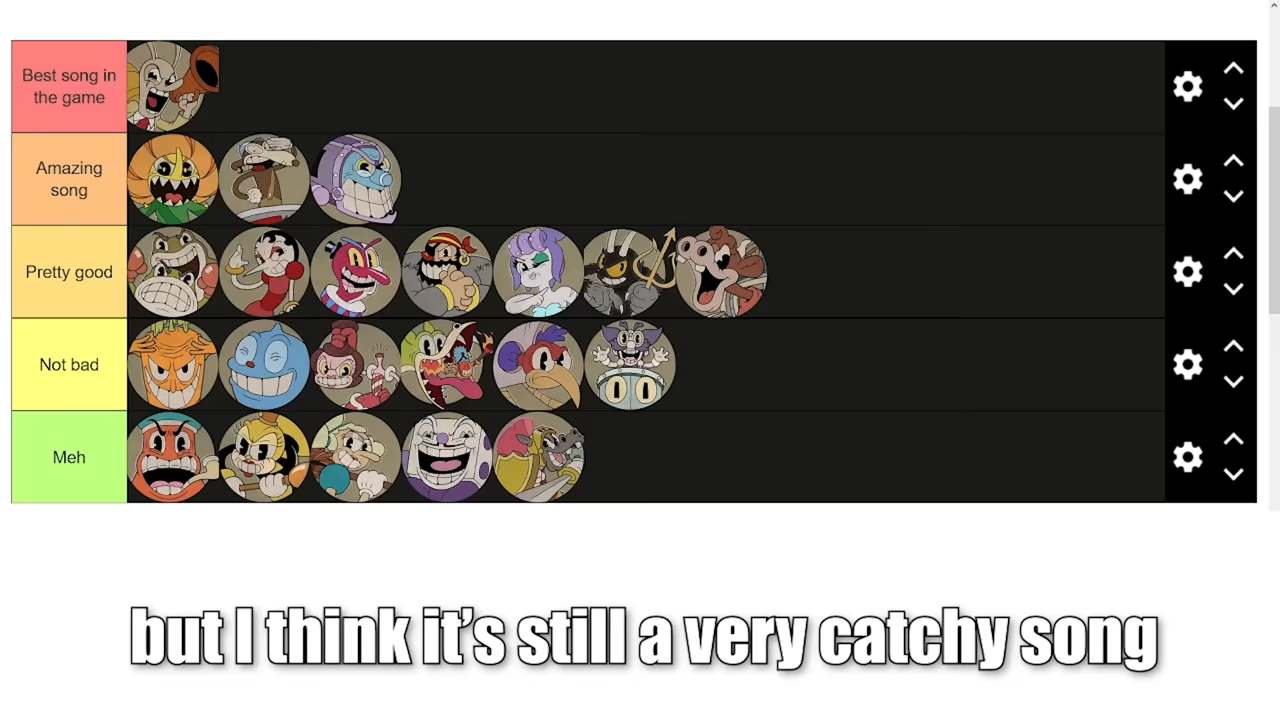 Best song in
the game
Amazing
song
Pretty good
Not bad
Meh
but I think it's still a very catchy song